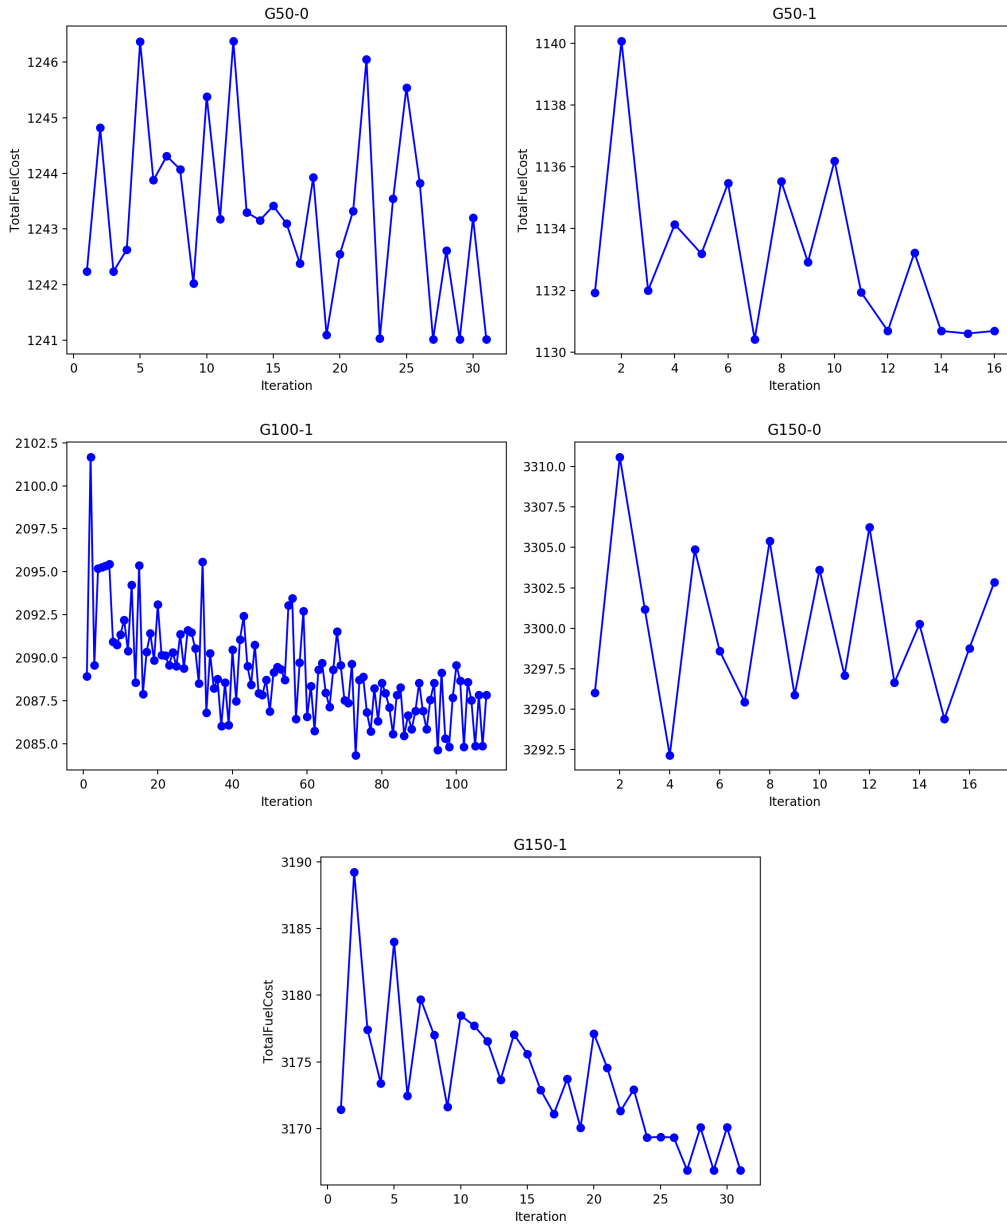 G50-0
TotalFuelCost
1246
1245
1244
1243
1242
1241
0 5 10 15 20 25 30
Iteration
G50-1
TotalFuelCost
1140
1138
1136
1134
1132
1130
2 4 6 8 10 12 14 16
Iteration
G100-1
2102.5
2100.0
2097.5
2095.0
2092.5
2090.0
2087.5
2085.0
0 20 40 60 80 100
Iteration
G150-0
3310.0
3307.5
3305.0
3302.5
3300.0
3297.5
3295.0
3292.5
2 4 6 8 10 12 14 16
Iteration
G150-1
TotalFuelCost
3190
3185
3180
3175
3170
0 5 10 15 20 25 30
Iteration